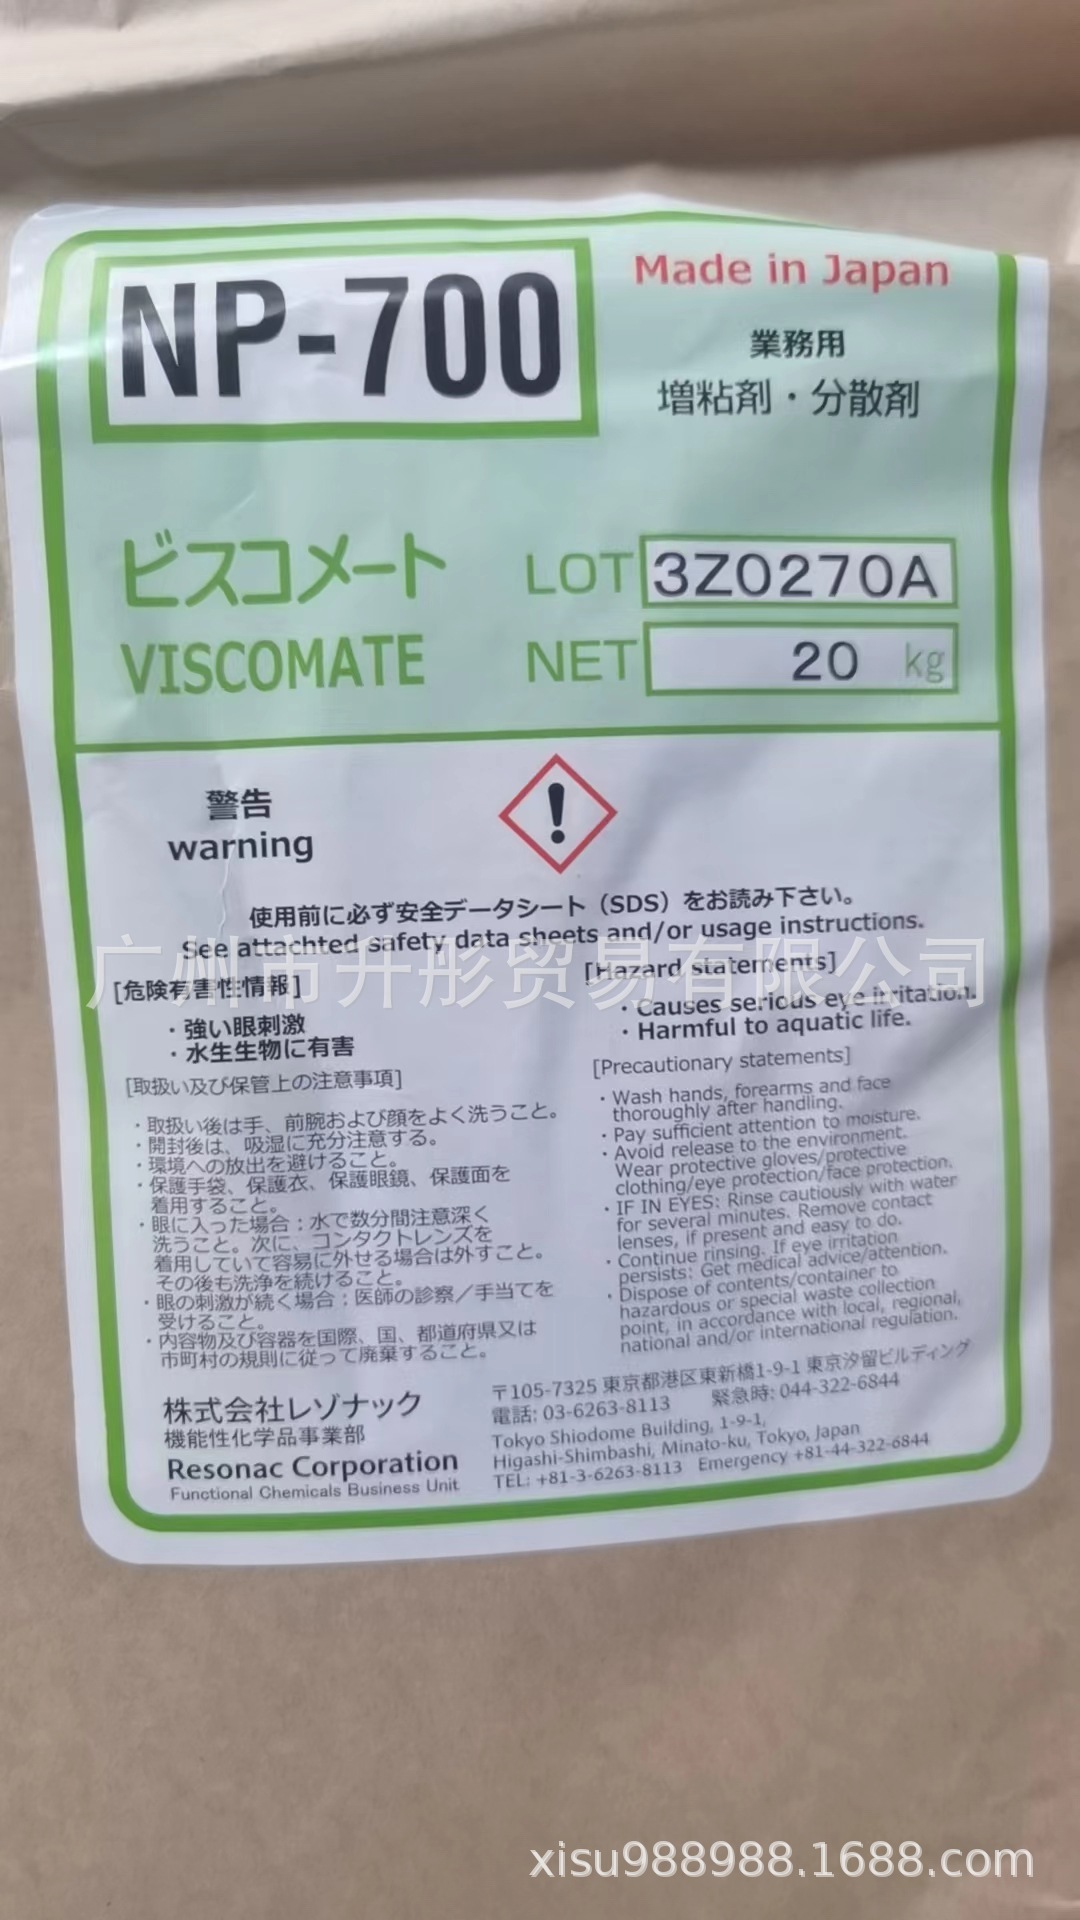 NP-700
Made in Japan
業務用
増粘剤・分散剤
ビスコメート
VISCOMATE
LOT 3Z0270A
NET 20 kg
警告
warning
!
使用前に必ず安全データシート（SDS）をお読み下さい。
See attachted safety data sheets and/or usage instructions.
广州市升彤贸易有限公司
[危険有害性情報]
・強い眼刺激
・水生生物に有害
[取扱い及び保管上の注意事項]
・取扱い後は手、前腕および顔をよく洗うこと。
・開封後は、吸湿に充分注意する。
・環境への放出を避けること。
・保護手袋、保護衣、保護眼鏡、保護面を
着用すること。
・眼に入った場合：水で数分間注意深く
洗うこと。次に、コンタクトレンズを
着用していて容易に外せる場合は外すこと。
その後も洗浄を続けること。
・眼の刺激が続く場合：医師の診察／手当てを
受けること。
・内容物及び容器を国際、国、都道府県又は
市町村の規則に従って廃棄すること。
[Hazard statements]
・Causes serious eye irritation.
・Harmful to aquatic life.
[Precautionary statements]
・Wash hands, forearms and face
thoroughly after handling.
・Pay sufficient attention to moisture.
・Avoid release to the environment.
Wear protective gloves/protective
clothing/eye protection/face protection.
・IF IN EYES: Rinse cautiously with water
for several minutes. Remove contact
lenses, if present and easy to do.
・Continue rinsing. If eye irritation
persists: Get medical advice/attention.
・Dispose of contents/container to
hazardous or special waste collection
point, in accordance with local, regional,
national and/or international regulation.
株式会社レゾナック
機能性化学品事業部
Resonac Corporation
Functional Chemicals Business Unit
〒105-7325 東京都港区東新橋1-9-1 東京汐留ビルディング
電話: 03-6263-8113 緊急時: 044-322-6844
Tokyo Shiodome Building, 1-9-1,
Higashi-Shimbashi, Minato-ku, Tokyo, Japan
TEL: +81-3-6263-8113 Emergency +81-44-322-6844
xisu988988.1688.com